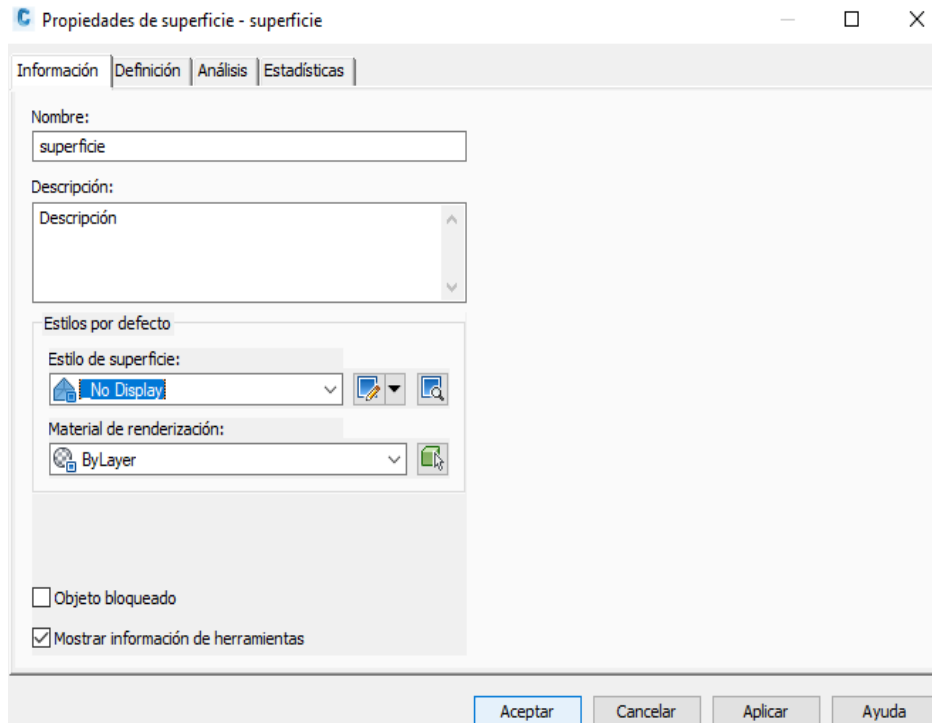 Propiedades de superficie - superficie
Información Definición Análisis Estadísticas
Nombre:
superficie
Descripción:
Descripción
Estilos por defecto
Estilo de superficie:
_No Display
Material de renderización:
ByLayer
Objeto bloqueado
Mostrar información de herramientas
Aceptar Cancelar Aplicar Ayuda